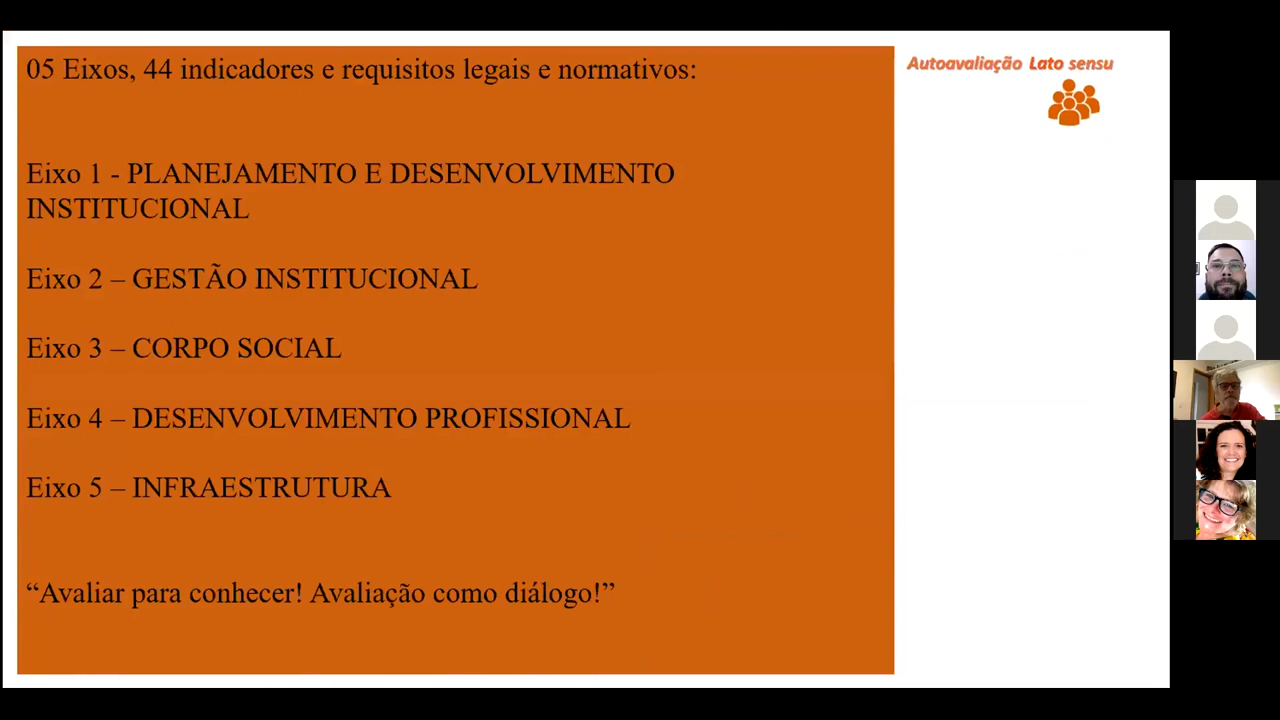 05 Eixos, 44 indicadores e requisitos legais e normativos:
Eixo 1 - PLANEJAMENTO E DESENVOLVIMENTO
INSTITUCIONAL
Eixo 2 – GESTÃO INSTITUCIONAL
Eixo 3 – CORPO SOCIAL
Eixo 4 – DESENVOLVIMENTO PROFISSIONAL
Eixo 5 – INFRAESTRUTURA
“Avaliar para conhecer! Avaliação como diálogo!”
Autoavaliação Lato sensu